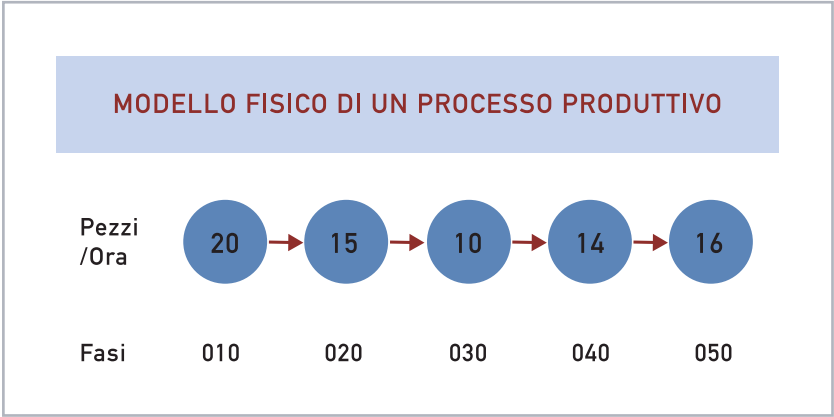 MODELLO FISICO DI UN PROCESSO PRODUTTIVO
Pezzi
/Ora
20 15 10 14 16
Fasi 010 020 030 040 050